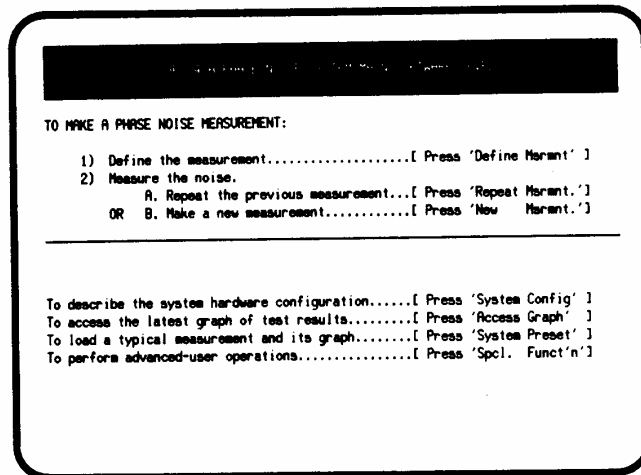 TO MAKE A PHASE NOISE MEASUREMENT:
1) Define the measurement....................[ Press 'Define Msrmnt' ]
2) Measure the noise.
A. Repeat the previous measurement...[ Press 'Repeat Msrmnt.']
OR B. Make a new measurement............[ Press 'New Msrmnt.']
To describe the system hardware configuration......[ Press 'System Config' ]
To access the latest graph of test results.........[ Press 'Access Graph' ]
To load a typical measurement and its graph........[ Press 'System Preset' ]
To perform advanced-user operations................[ Press 'Spcl. Funct'n']